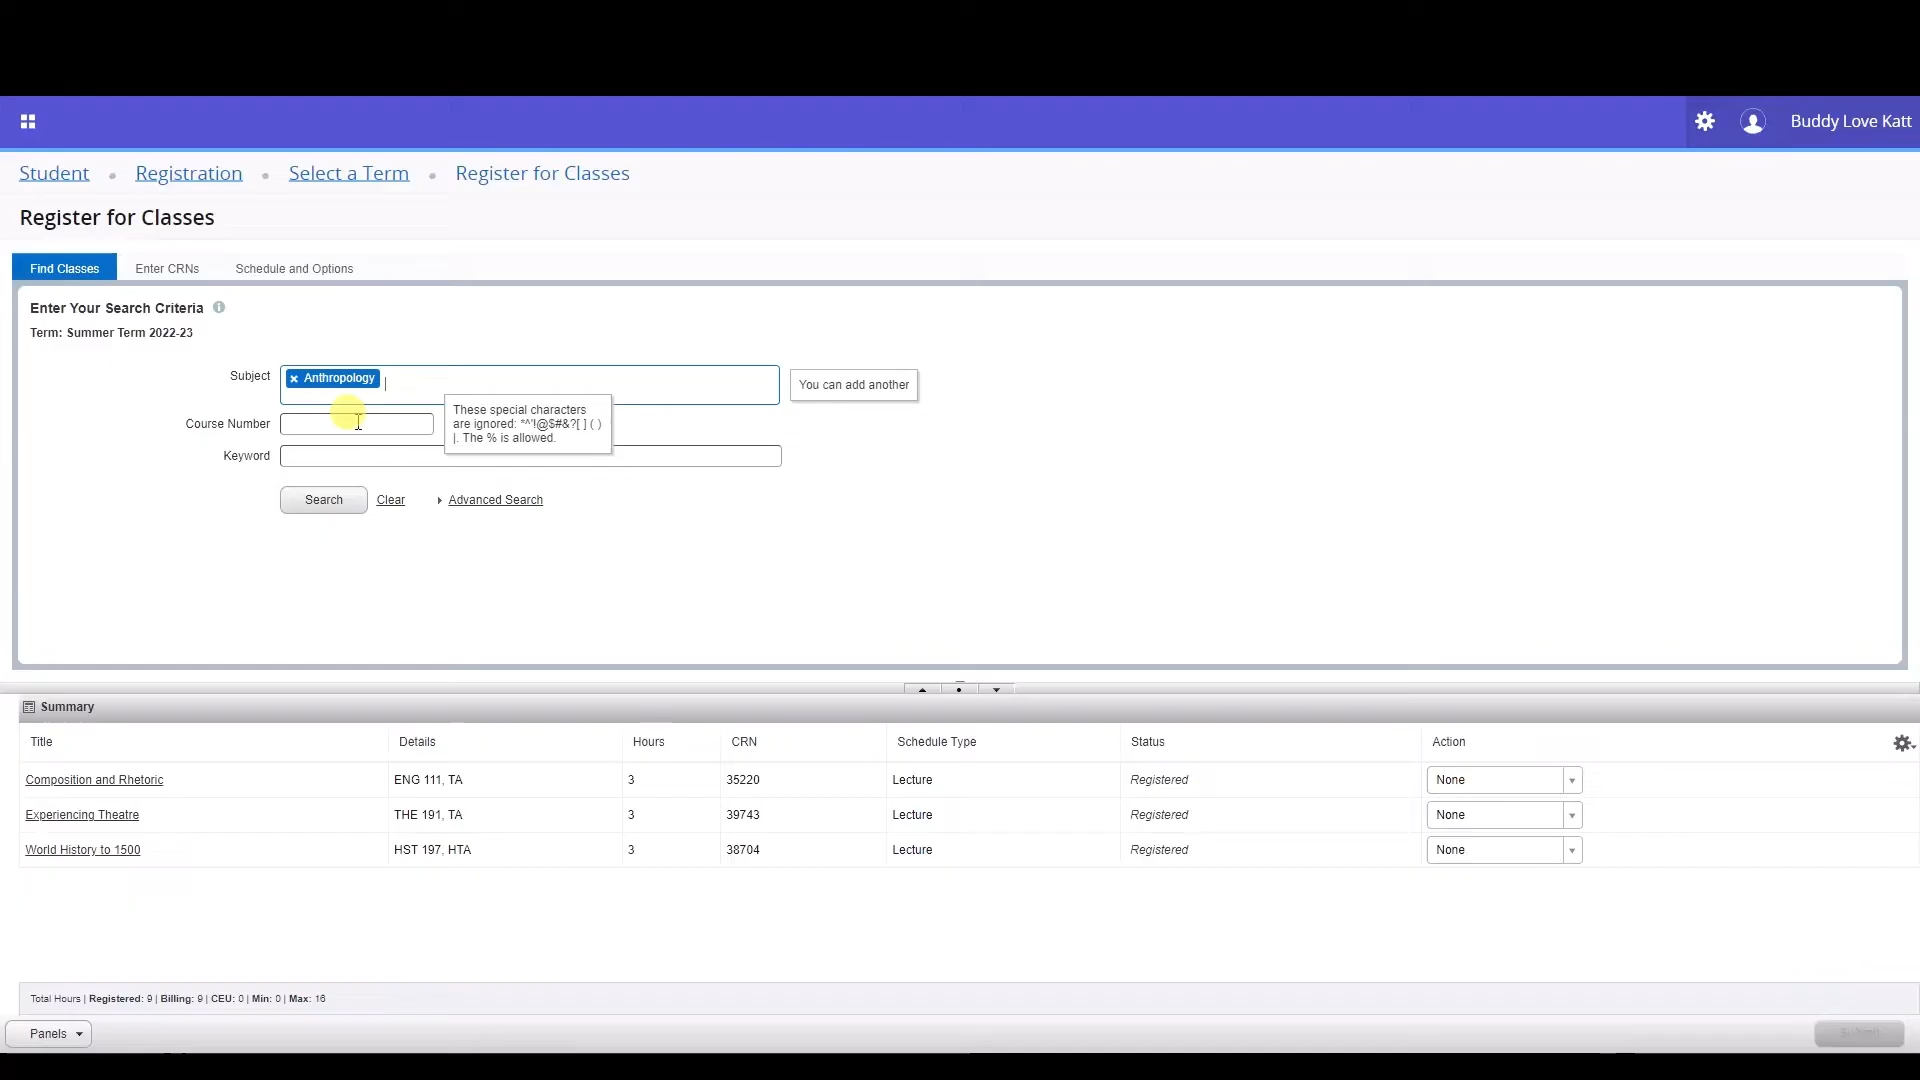 Buddy Love Katt
Student • Registration • Select a Term • Register for Classes
Register for Classes
Find Classes Enter CRNs Schedule and Options
Enter Your Search Criteria
Term: Summer Term 2022-23
Subject × Anthropology You can add another
Course Number
These special characters
are ignored: *^'!@$#&?[ ] ( )
|. The % is allowed.
Keyword
Search Clear Advanced Search
Summary
Title Details Hours CRN Schedule Type Status Action
Composition and Rhetoric ENG 111, TA 3 35220 Lecture Registered None
Experiencing Theatre THE 191, TA 3 39743 Lecture Registered None
World History to 1500 HST 197, HTA 3 38704 Lecture Registered None
Total Hours | Registered: 9 | Billing: 9 | CEU: 0 | Min: 0 | Max: 16
Panels Submit